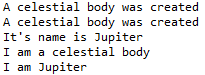 A celestial body was created
A celestial body was created
It's name is Jupiter
I am a celestial body
I am Jupiter